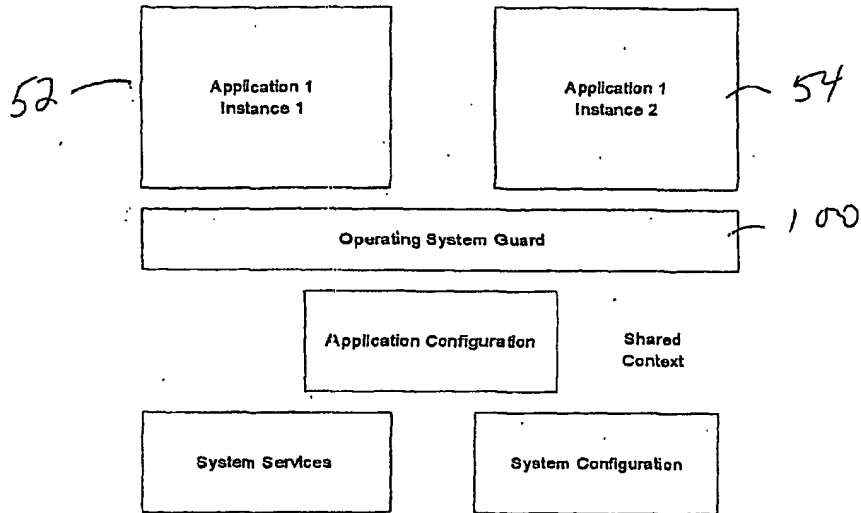 52
Application 1
Instance 1
Application 1
Instance 2
54
Operating System Guard
100
Application Configuration
Shared
Context
System Services
System Configuration